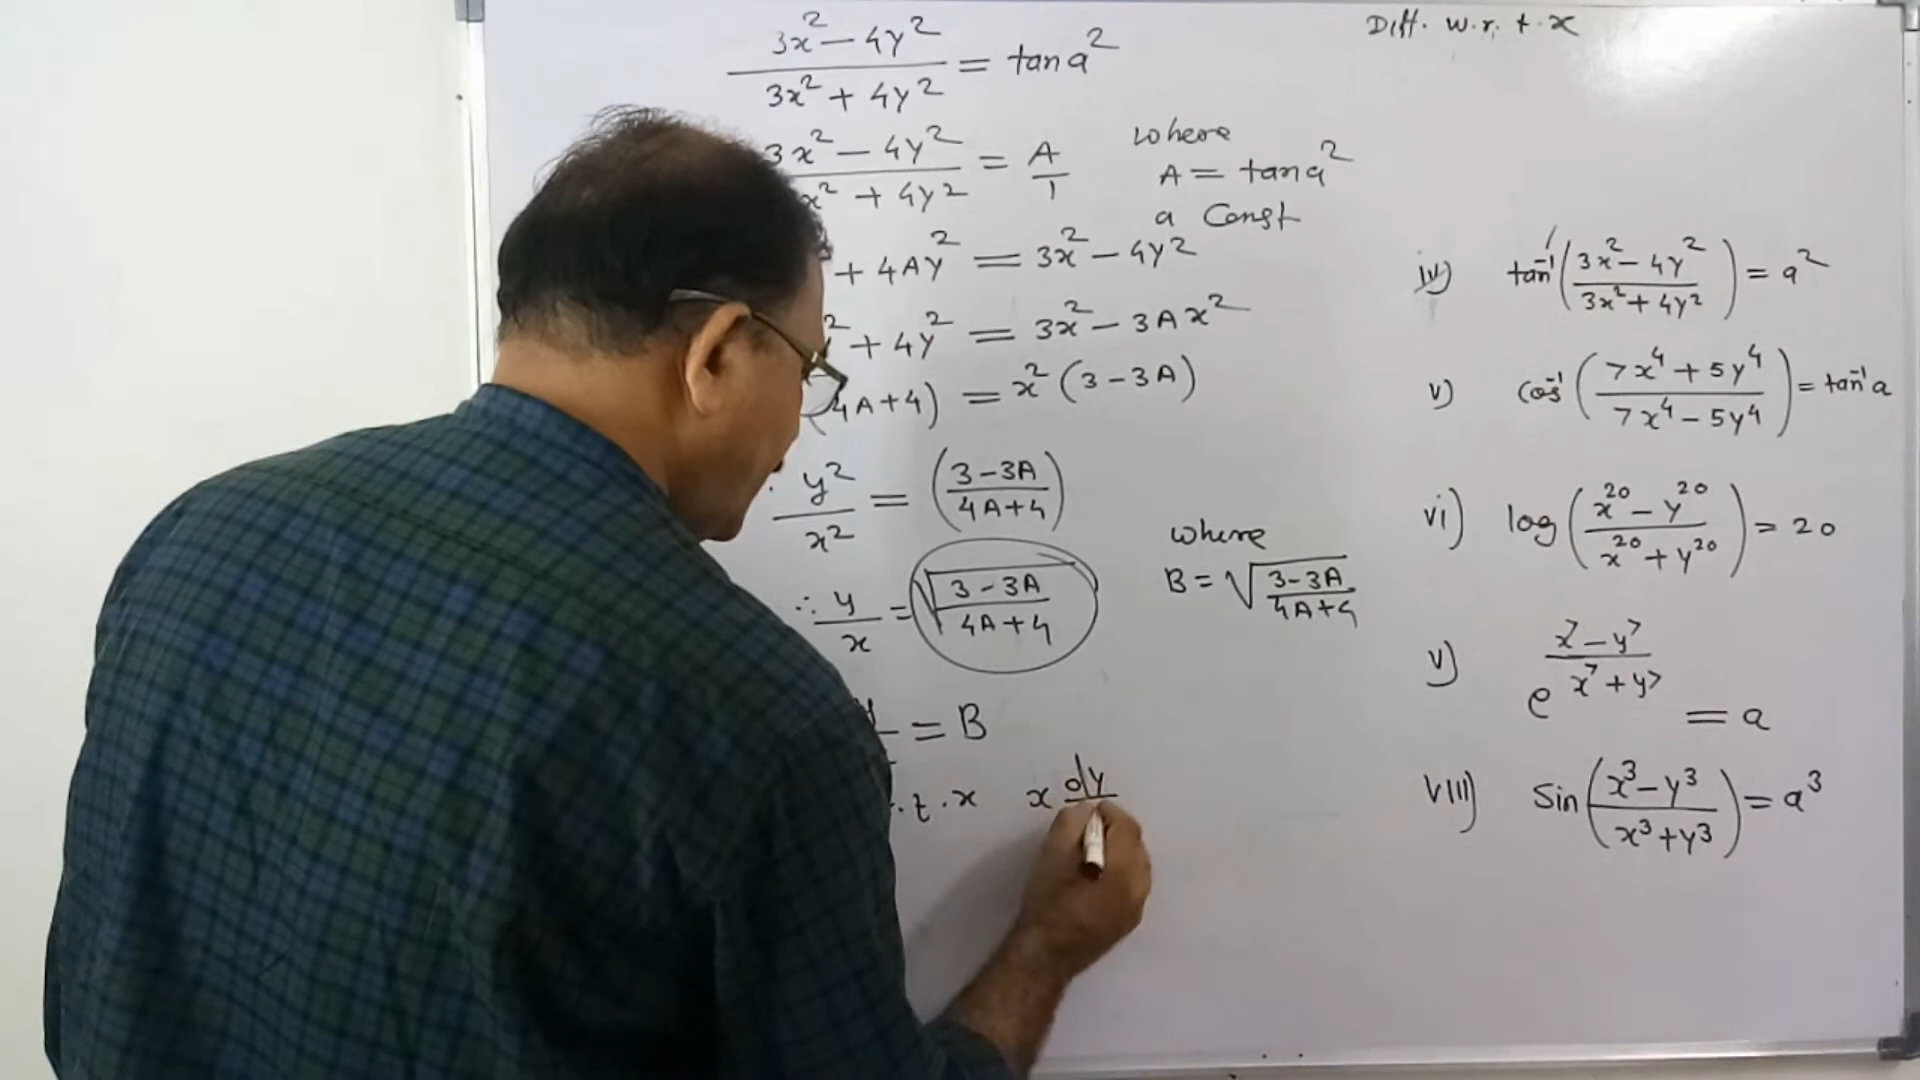 (3x² - 4y²)/(3x² + 4y²) = tan a²
3x² - 4y² / x² + 4y² = A/1
where
A = tan a²
a Const
+ 4Ay² = 3x² - 4y²
² + 4y² = 3x² - 3Ax²
(4A+4) = x² (3-3A)
y²/x² = ((3-3A)/(4A+4))
∴ y/x = √((3-3A)/(4A+4))
where
B = √((3-3A)/(4A+4))
= B
.t.x x dy
Diff. w.r.t.x
iv) tan⁻¹((3x² - 4y²)/(3x² + 4y²)) = a²
v) cos⁻¹((7x⁴ + 5y⁴)/(7x⁴ - 5y⁴)) = tan⁻¹a
vi) log((x²⁰ - y²⁰)/(x²⁰ + y²⁰)) = 20
v) e^((x⁷ - y⁷)/(x⁷ + y⁷)) = a
viii) Sin((x³ - y³)/(x³ + y³)) = a³